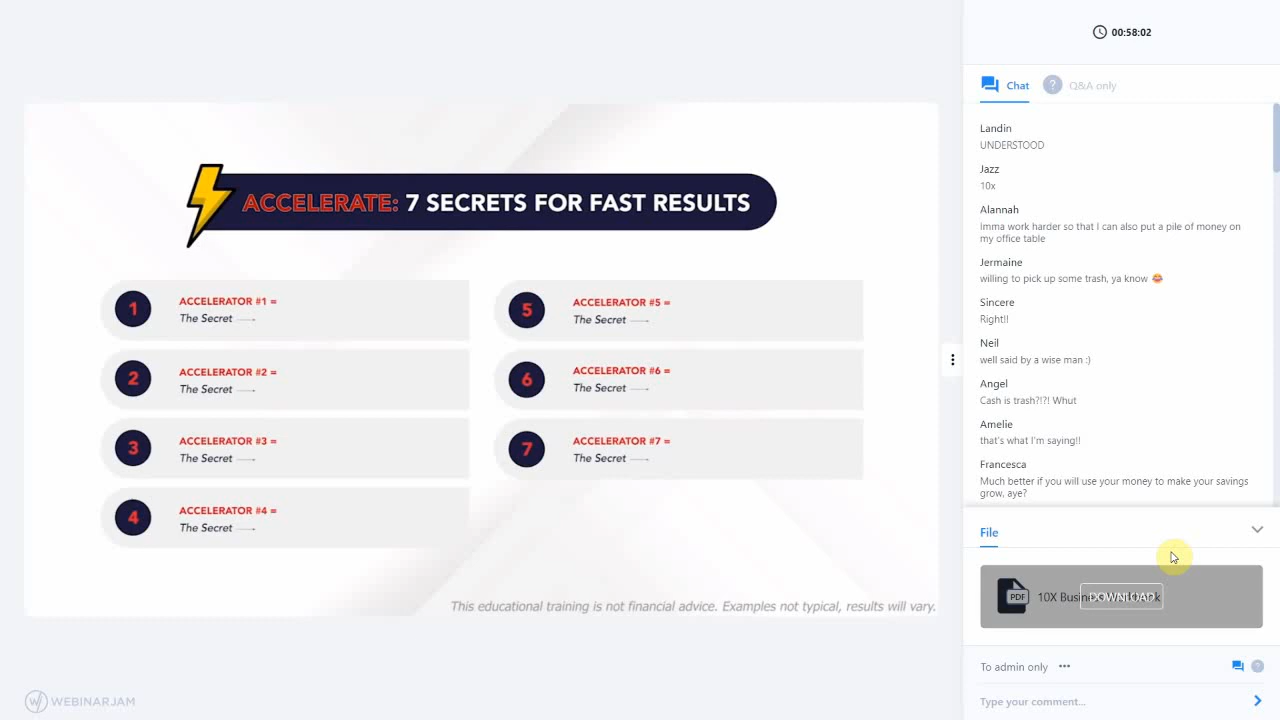 00:58:02
Chat
?
Q&A only
Landin
UNDERSTOOD
Jazz
10x
Alannah
Imma work harder so that I can also put a pile of money on
my office table
Jermaine
willing to pick up some trash, ya know
Sincere
Right!!
Neil
well said by a wise man :)
Angel
Cash is trash?!?! Whut
Amelie
that's what I'm saying!!
Francesca
Much better if you will use your money to make your savings
grow, aye?
ACCELERATE: 7 SECRETS FOR FAST RESULTS
1
ACCELERATOR #1 =
The Secret
2
ACCELERATOR #2 =
The Secret
3
ACCELERATOR #3 =
The Secret
4
ACCELERATOR #4 =
The Secret
5
ACCELERATOR #5 =
The Secret
6
ACCELERATOR #6 =
The Secret
7
ACCELERATOR #7 =
The Secret
This educational training is not financial advice. Examples not typical, results will vary.
File
PDF
10X
DOWNLOAD
To admin only
?
Type your comment...
WEBINARJAM